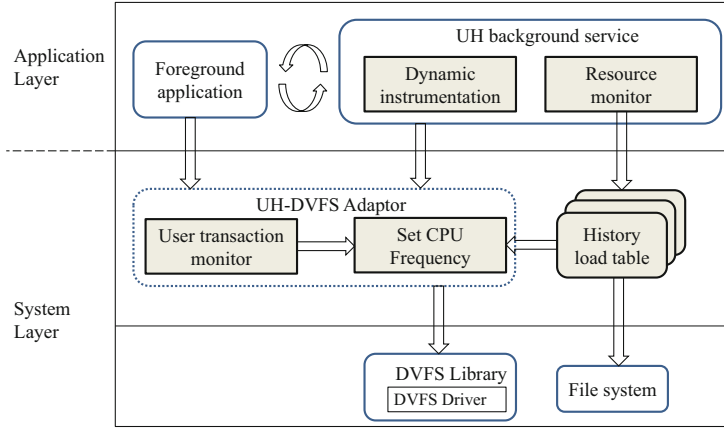 Application
Layer
Foreground
application
UH background service
Dynamic
instrumentation
Resource
monitor
System
Layer
UH-DVFS Adaptor
User transaction
monitor
Set CPU
Frequency
History
load table
DVFS Library
DVFS Driver
File system